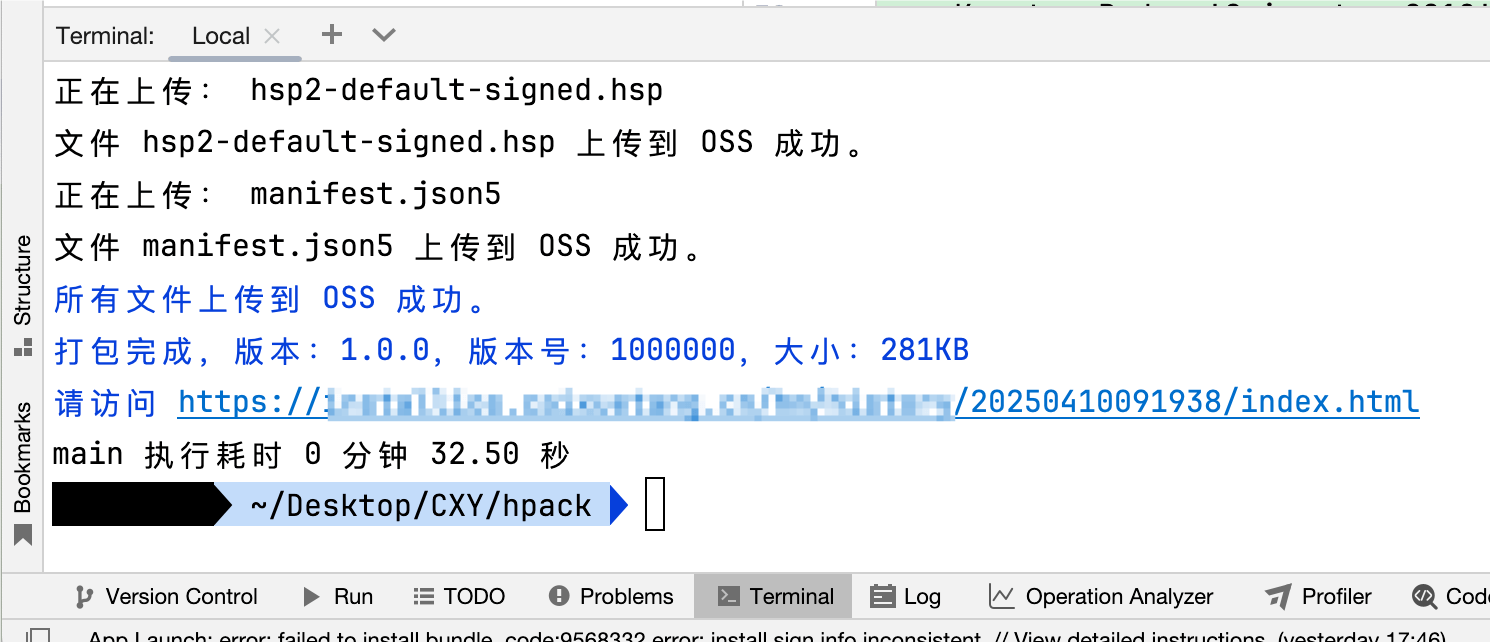 Terminal: Local
正在上传： hsp2-default-signed.hsp
文件 hsp2-default-signed.hsp 上传到 OSS 成功。
正在上传： manifest.json5
文件 manifest.json5 上传到 OSS 成功。
所有文件上传到 OSS 成功。
打包完成, 版本：1.0.0, 版本号：1000000, 大小：281KB
请访问 https:// /20250410091938/index.html
main 执行耗时 0 分钟 32.50 秒
~/Desktop/CXY/hpack
Structure
Bookmarks
Version Control Run TODO Problems Terminal Log Operation Analyzer Profiler Code
App Launch: error: failed to install bundle. code:9568332 error: install sign info inconsistent. // View detailed instructions. (yesterday 17:46)